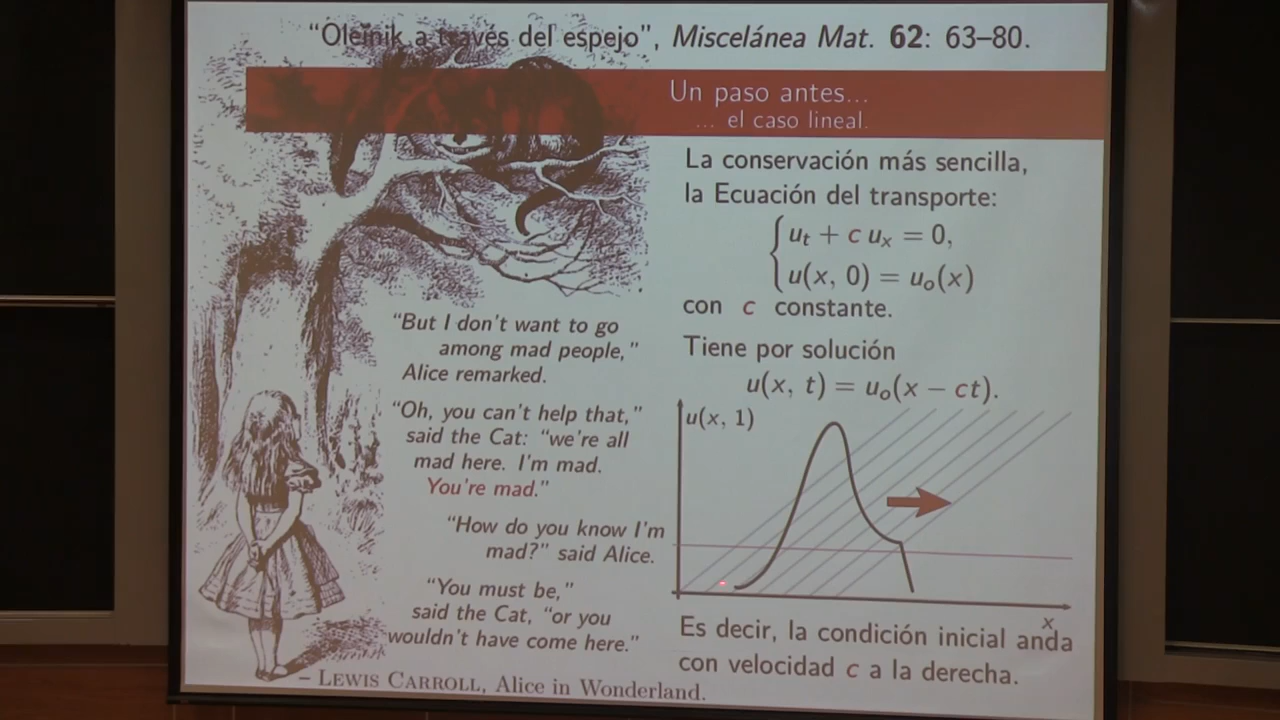 “Oleĭnik a través del espejo”, Miscelánea Mat. 62: 63–80.
Un paso antes...
... el caso lineal.
“But I don't want to go
among mad people,”
Alice remarked.
“Oh, you can't help that,”
said the Cat: “we're all
mad here. I'm mad.
You're mad.”
“How do you know I'm
mad?” said Alice.
“You must be,”
said the Cat, “or you
wouldn't have come here.”
– Lewis Carroll, Alice in Wonderland.
La conservación más sencilla,
la Ecuación del transporte:
u_t + c u_x = 0,
u(x, 0) = u_o(x)
con c constante.
Tiene por solución
u(x, t) = u_o(x − ct).
u(x, 1)
x
Es decir, la condición inicial anda
con velocidad c a la derecha.